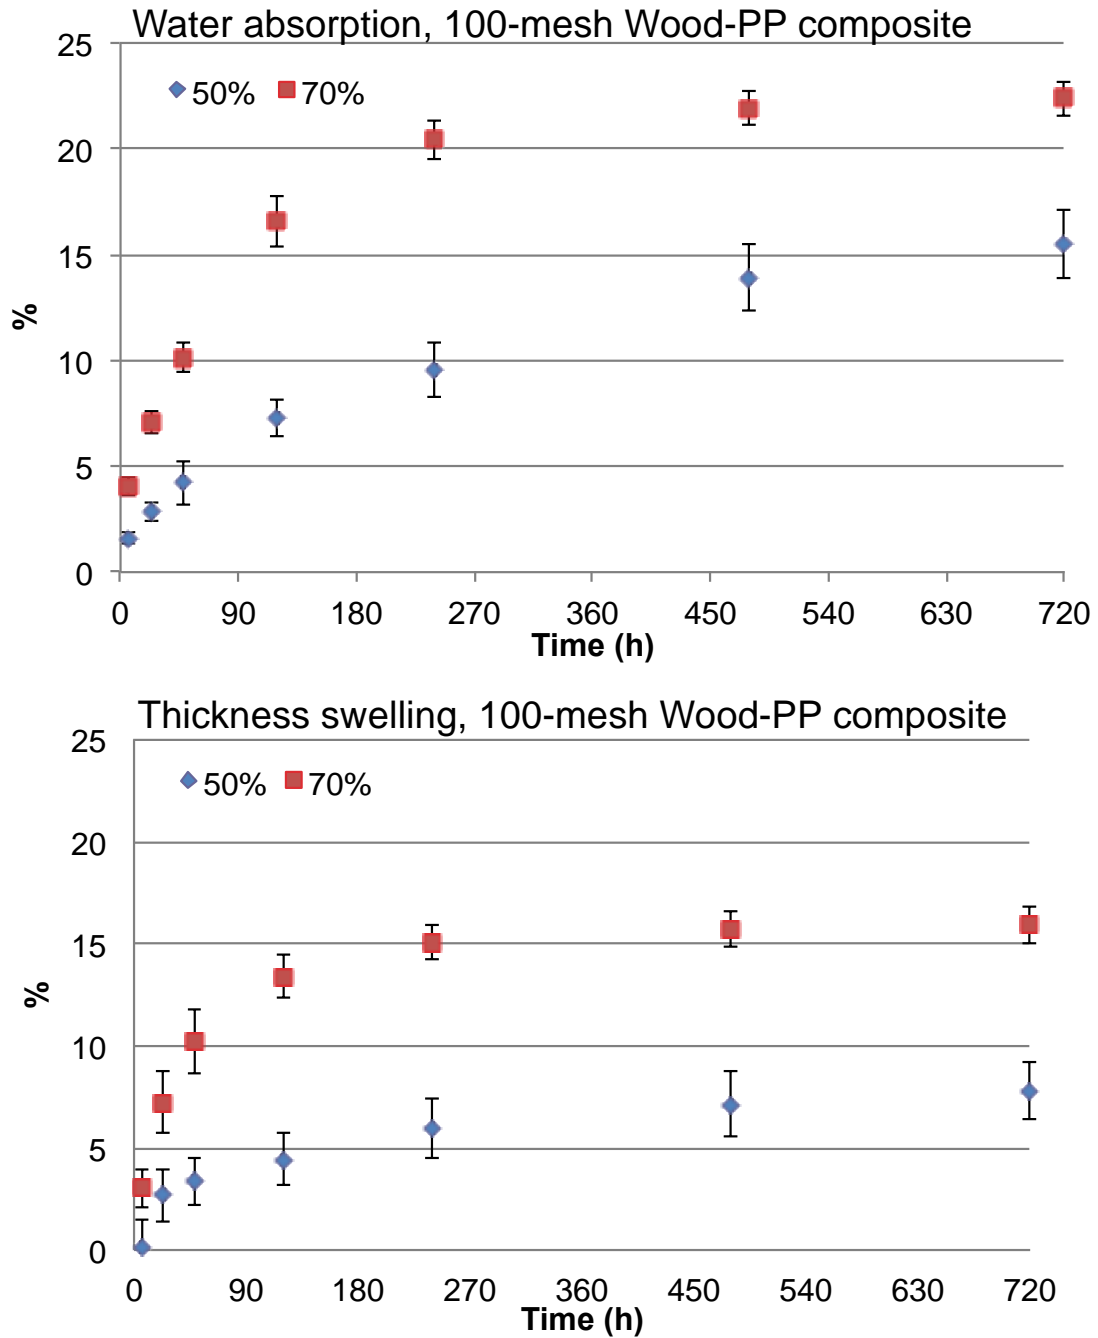 Water absorption, 100-mesh Wood-PP composite
25
50% 70%
20
15
%
10
5
0
0 90 180 270 360 450 540 630 720
Time (h)
Thickness swelling, 100-mesh Wood-PP composite
25
50% 70%
20
15
%
10
5
0
0 90 180 270 360 450 540 630 720
Time (h)